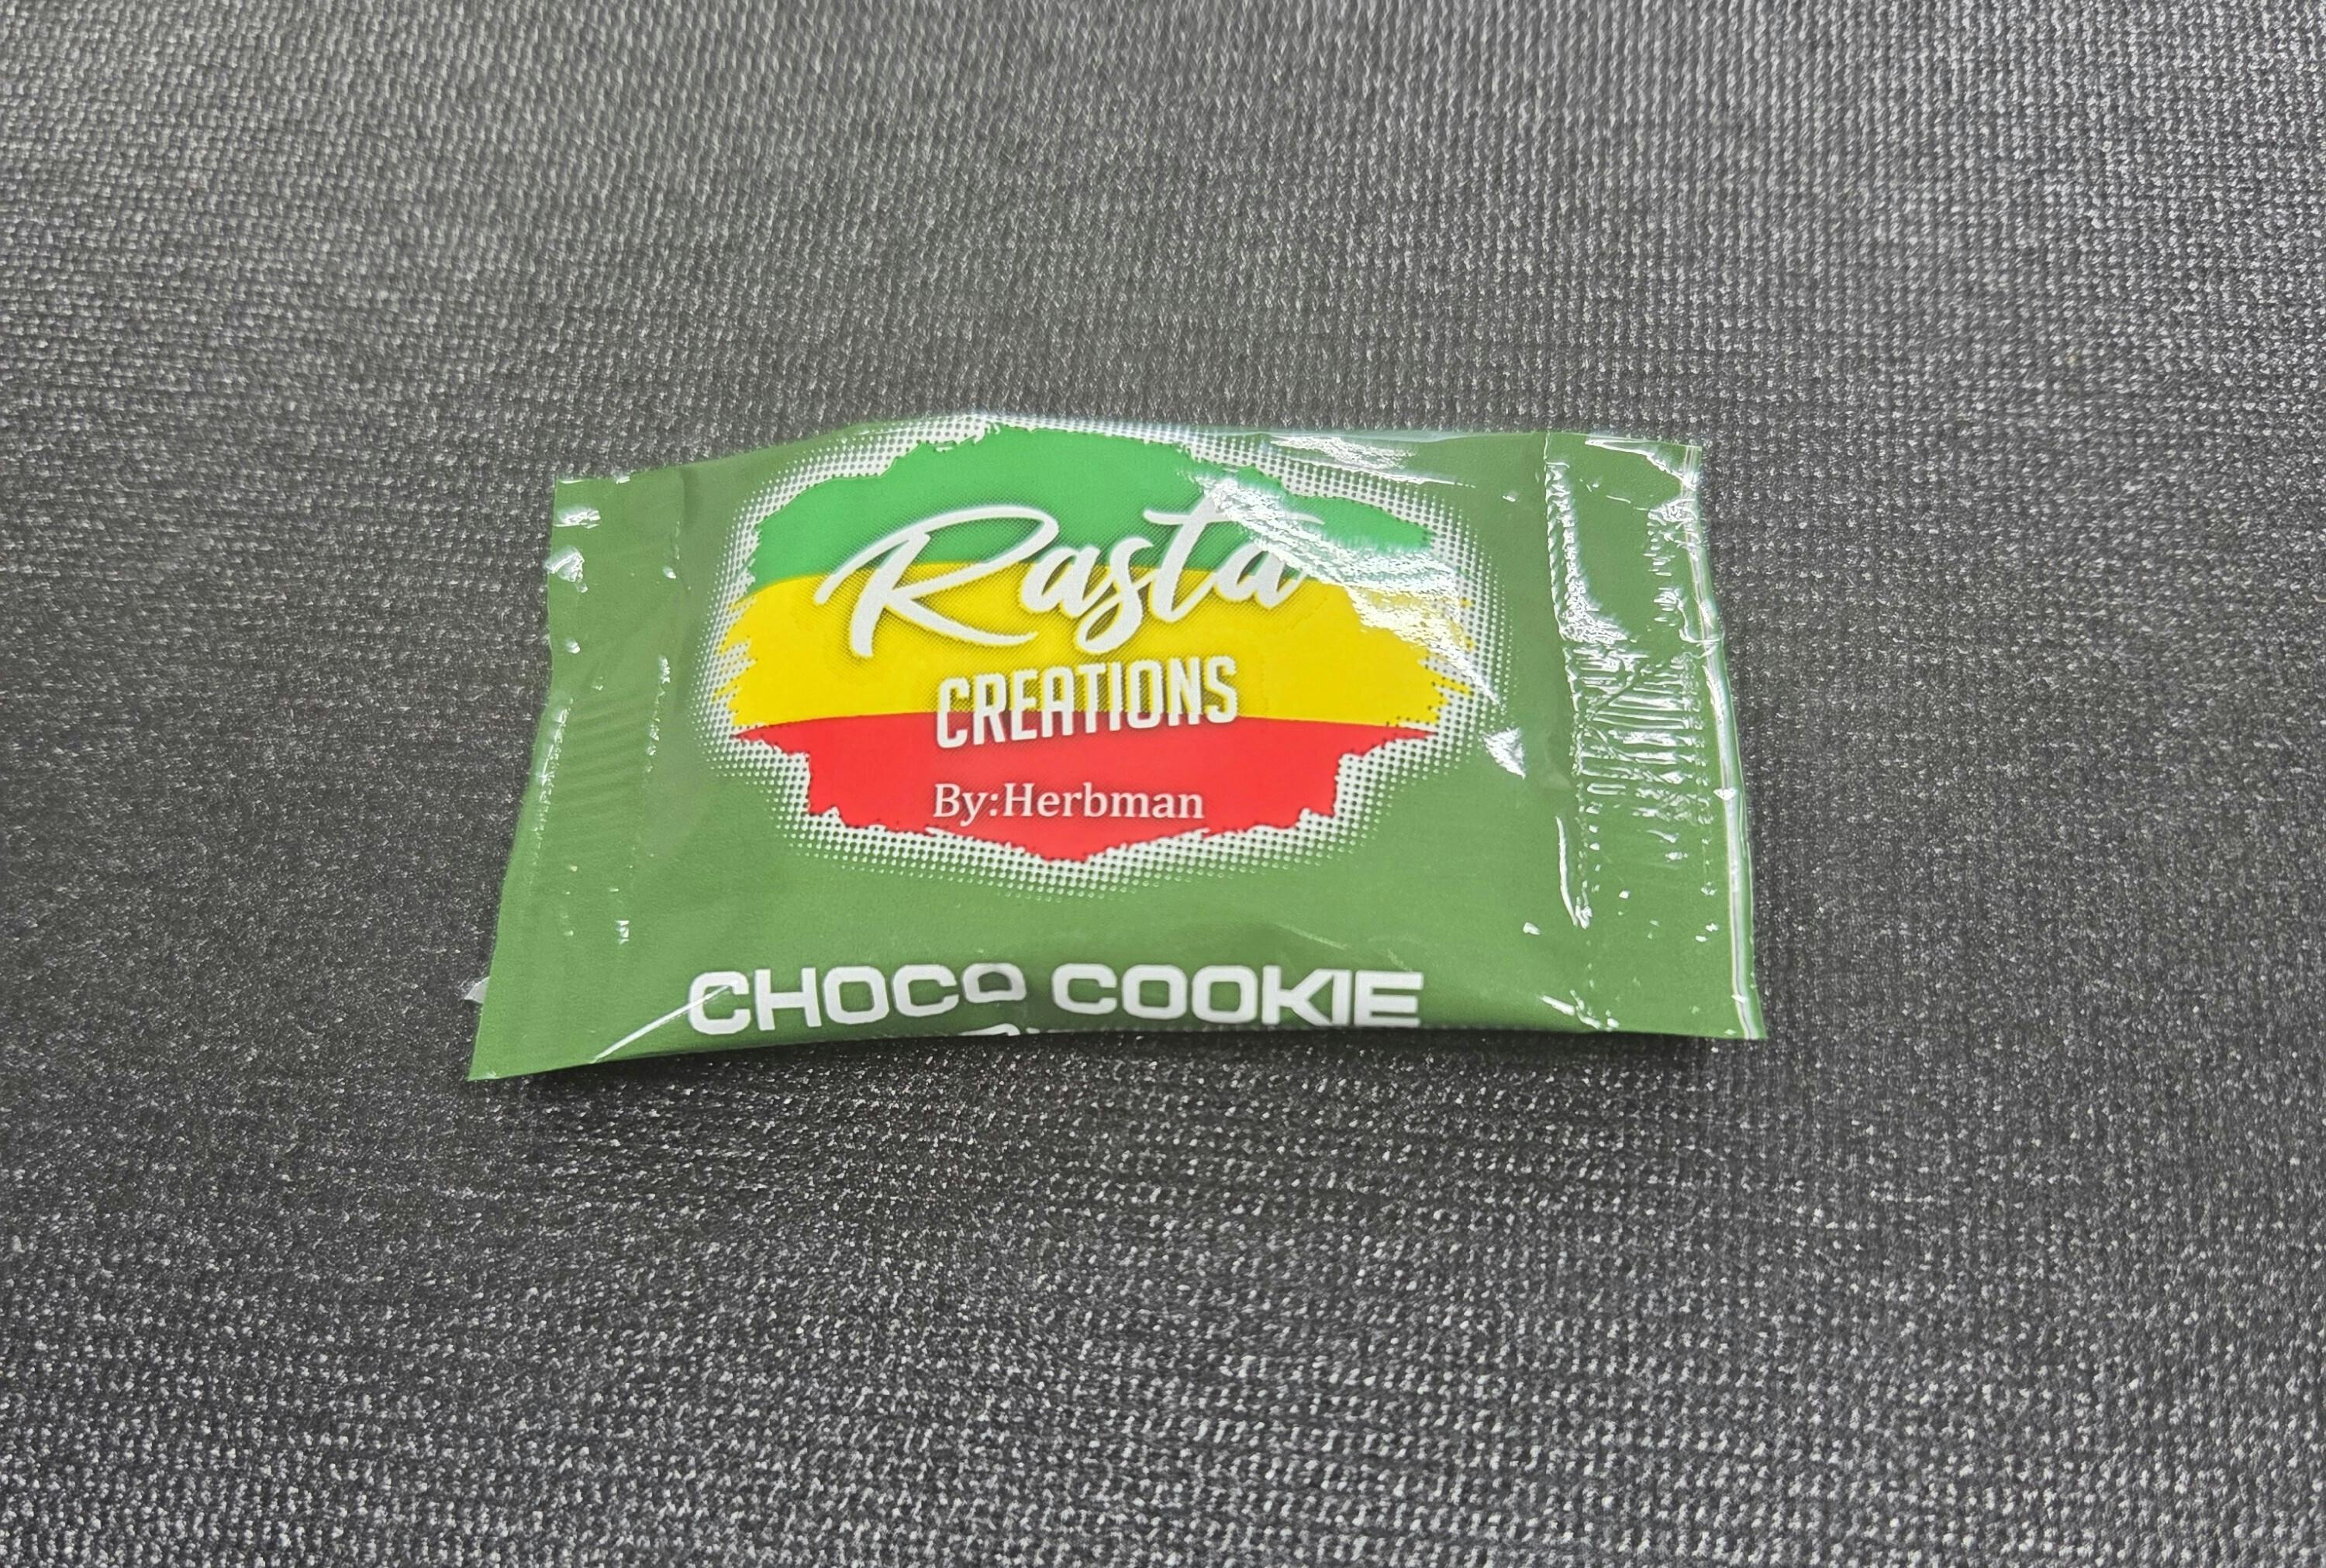 Rasta
CREATIONS
By:Herbman
CHOCO COOKIE